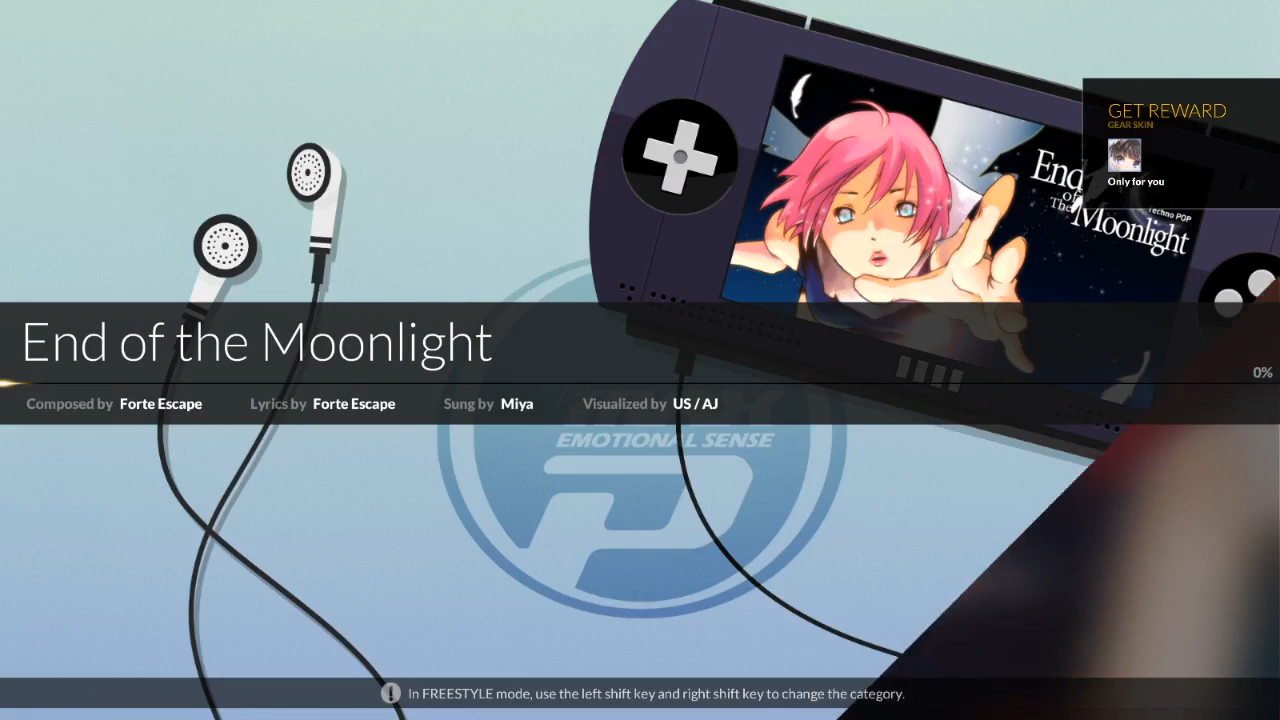 GET REWARD
GEAR SKIN
Only for you
End
of
The
Moonlight
Techno POP
End of the Moonlight
0%
Composed by Forte Escape Lyrics by Forte Escape Sung by Miya Visualized by US / AJ
EMOTIONAL SENSE
In FREESTYLE mode, use the left shift key and right shift key to change the category.